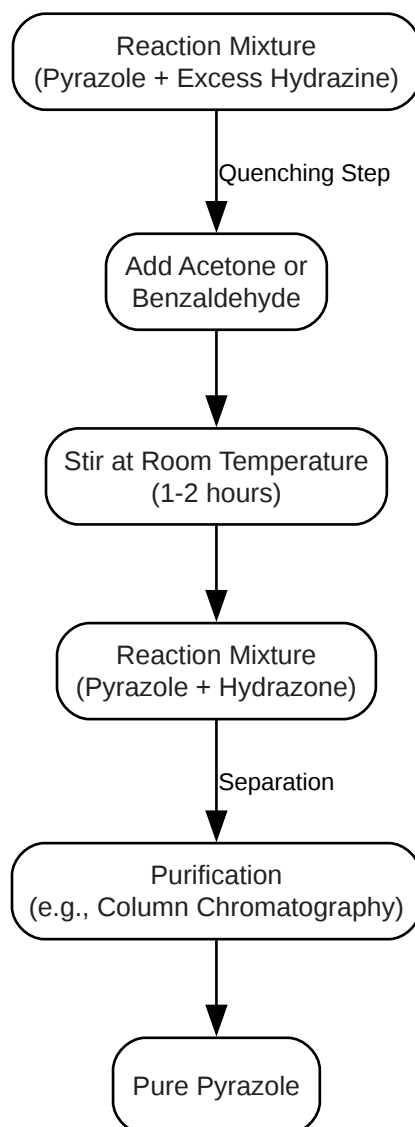 Reaction Mixture
(Pyrazole + Excess Hydrazine)
Quenching Step
Add Acetone or
Benzaldehyde
Stir at Room Temperature
(1-2 hours)
Reaction Mixture
(Pyrazole + Hydrazone)
Separation
Purification
(e.g., Column Chromatography)
Pure Pyrazole